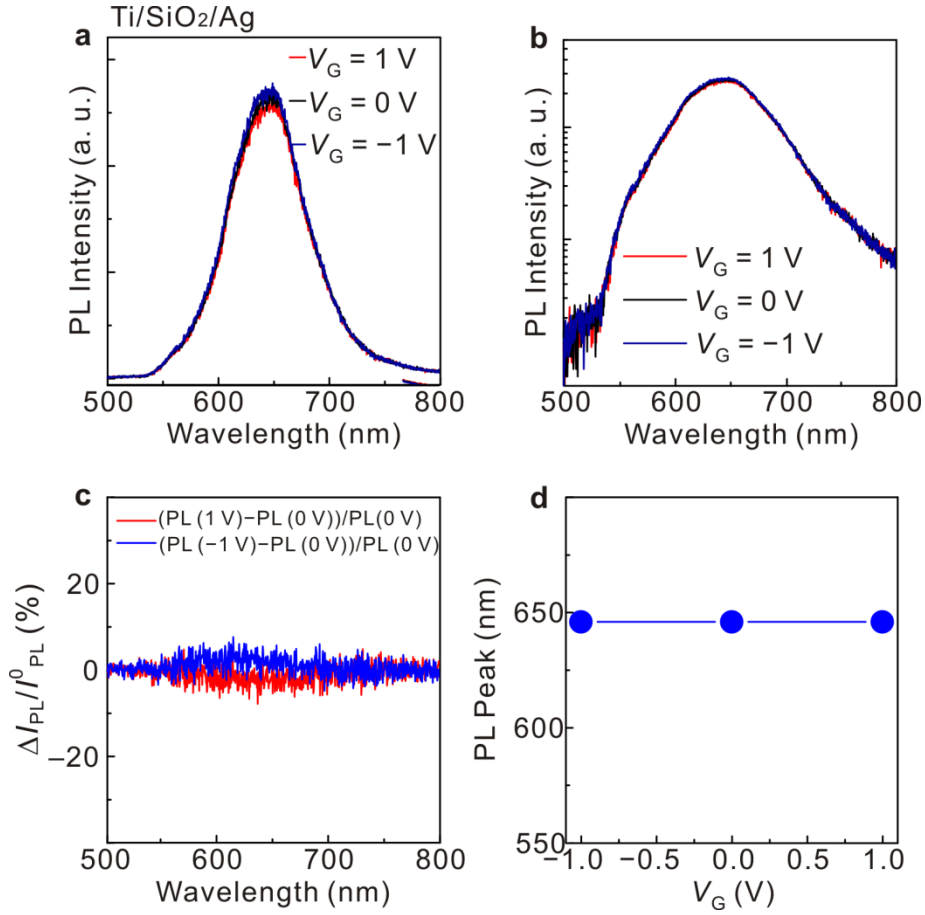 Ti/SiO₂/Ag
a
V_G = 1 V
V_G = 0 V
V_G = −1 V
PL Intensity (a. u.)
500 600 700 800
Wavelength (nm)
b
V_G = 1 V
V_G = 0 V
V_G = −1 V
PL Intensity (a. u.)
500 600 700 800
Wavelength (nm)
c
(PL (1 V)−PL (0 V))/PL(0 V)
(PL (−1 V)−PL (0 V))/PL (0 V)
ΔI_PL/I⁰_PL (%)
20
0
−20
500 600 700 800
Wavelength (nm)
d
PL Peak (nm)
650
600
550
−1.0 −0.5 0.0 0.5 1.0
V_G (V)